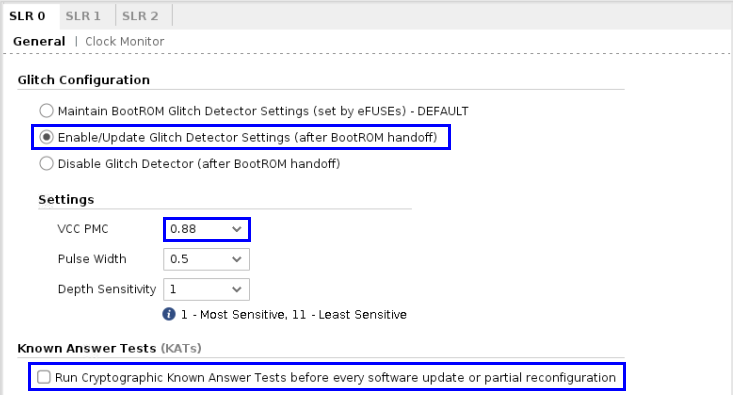 SLR 0 SLR 1 SLR 2
General | Clock Monitor
Glitch Configuration
Maintain BootROM Glitch Detector Settings (set by eFUSEs) - DEFAULT
Enable/Update Glitch Detector Settings (after BootROM handoff)
Disable Glitch Detector (after BootROM handoff)
Settings
VCC PMC 0.88
Pulse Width 0.5
Depth Sensitivity 1
i 1 - Most Sensitive, 11 - Least Sensitive
Known Answer Tests (KATs)
Run Cryptographic Known Answer Tests before every software update or partial reconfiguration